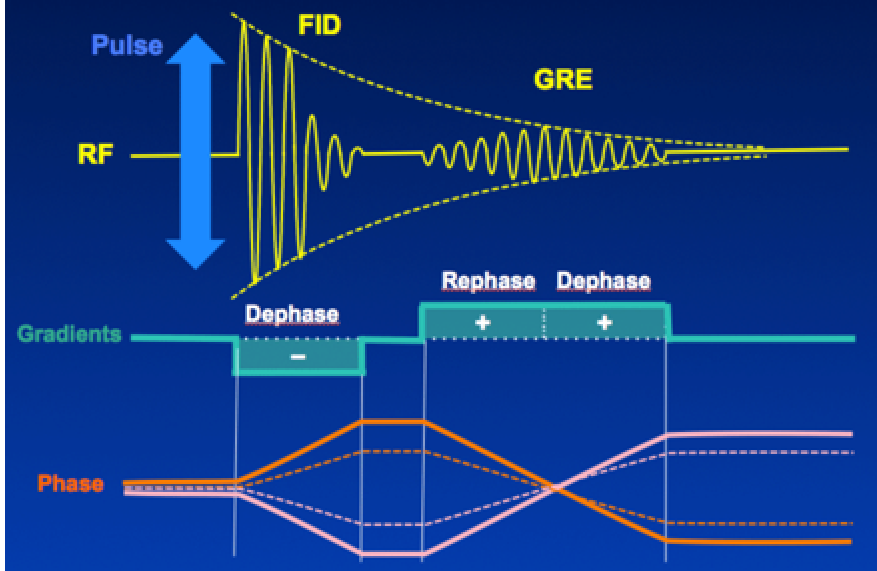 FID
Pulse
GRE
RF
Rephase Dephase
Dephase
Gradients
+ +
–
Phase